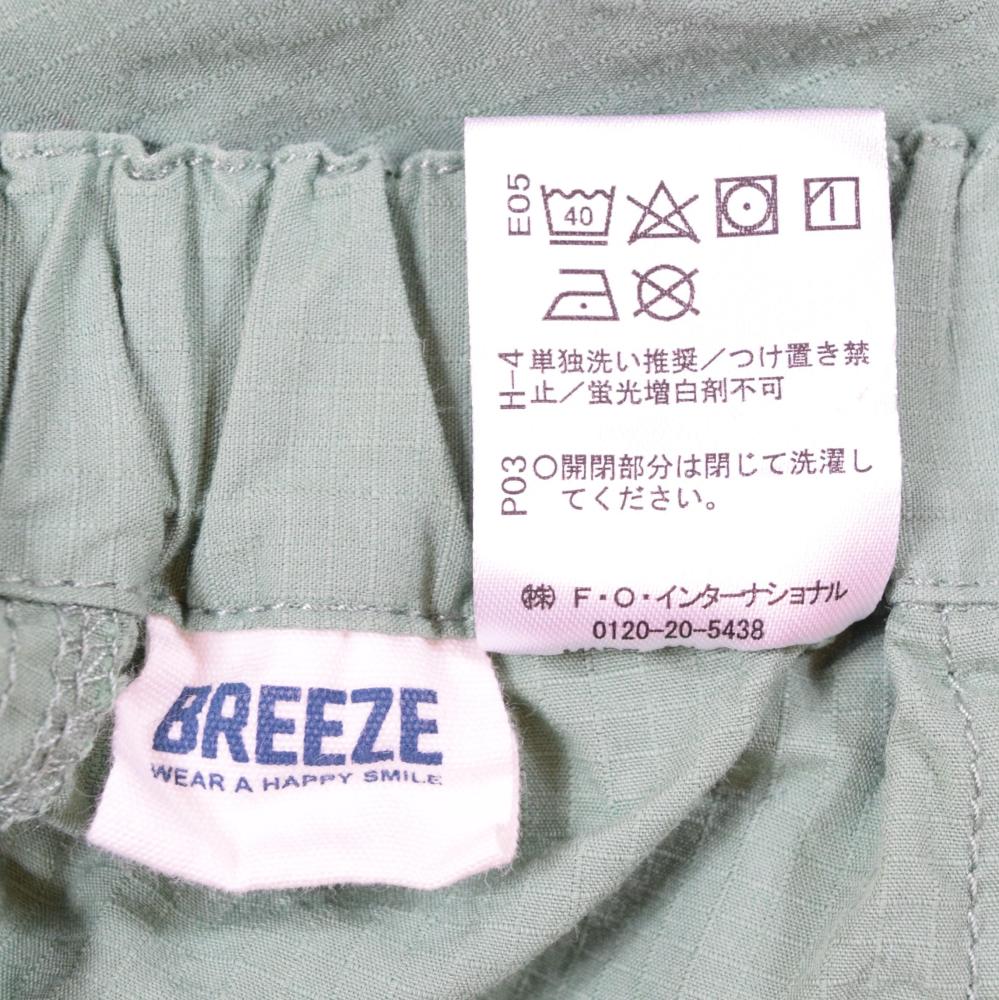 E05
40
H-4
単独洗い推奨／つけ置き禁
止／蛍光増白剤不可
P03
○開閉部分は閉じて洗濯し
てください。
㈱ F・O・インターナショナル
0120-20-5438
BREEZE
WEAR A HAPPY SMILE